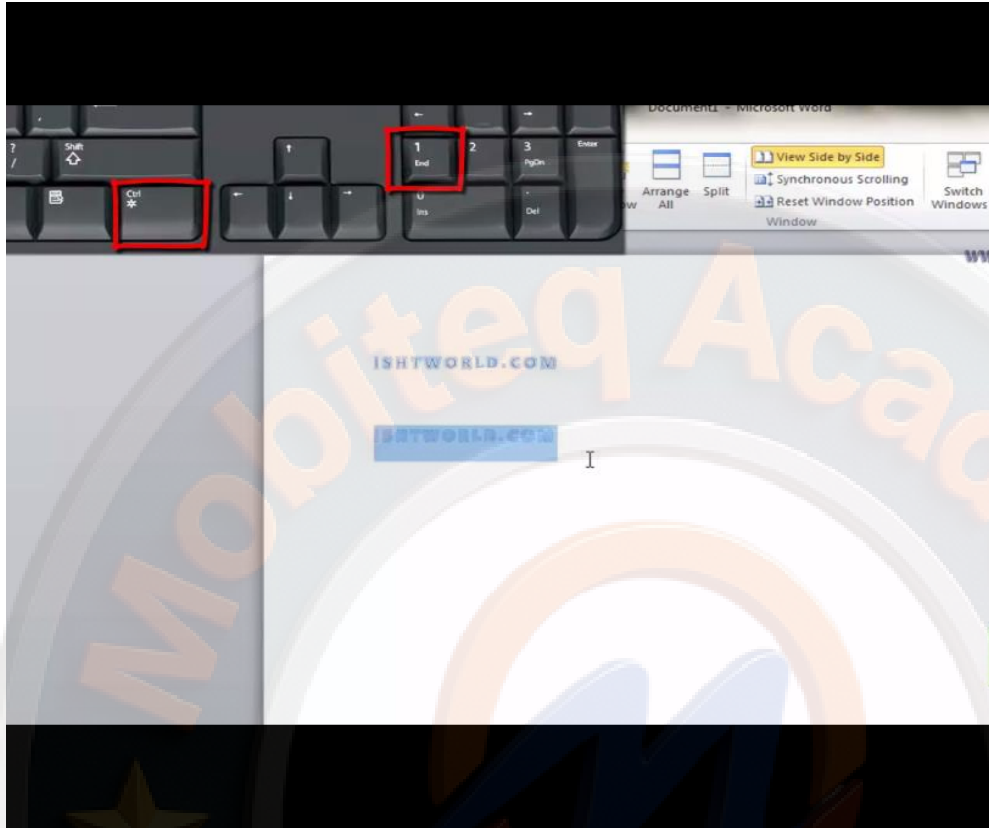 Document1 - Microsoft Word
?
/
Shift
Ctrl
1
End
2
3
PgDn
Enter
Ins
.
Del
Arrange
All
Split
View Side by Side
Synchronous Scrolling
Reset Window Position
Window
Switch
Windows
ISHTWORLD.COM
ISHTWORLD.COM
Mobiteq Acad